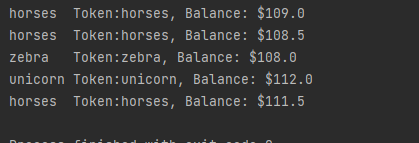 horses  Token:horses, Balance: $109.0
horses  Token:horses, Balance: $108.5
zebra   Token:zebra, Balance: $108.0
unicorn Token:unicorn, Balance: $112.0
horses  Token:horses, Balance: $111.5
Process finished with exit code 0